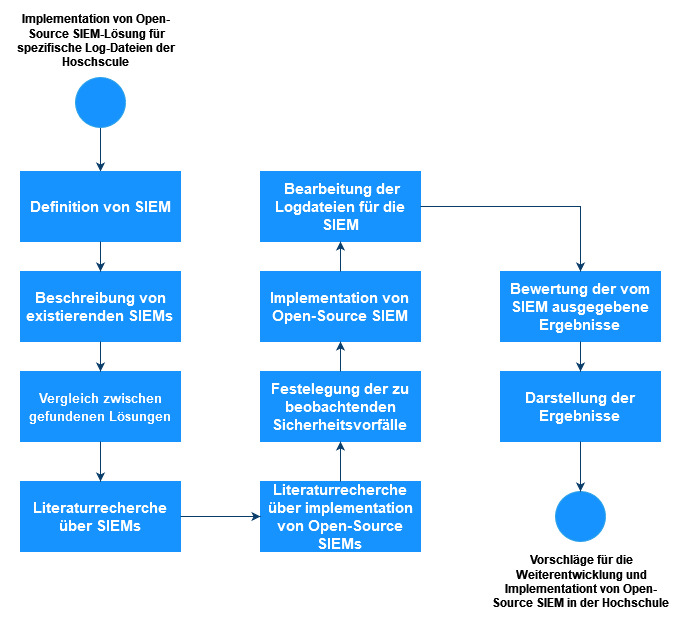 Implementation von Open-
Source SIEM-Lösung für
spezifische Log-Dateien der
Hoschscule
Definition von SIEM
Beschreibung von
existierenden SIEMs
Vergleich zwischen
gefundenen Lösungen
Literaturrecherche
über SIEMs
Literaturrecherche
über implementation
von Open-Source
SIEMs
Festelegung der zu
beobachtenden
Sicherheitsvorfälle
Implementation von
Open-Source SIEM
Bearbeitung der
Logdateien für die
SIEM
Bewertung der vom
SIEM ausgegebene
Ergebnisse
Darstellung der
Ergebnisse
Vorschläge für die
Weiterentwicklung und
Implementationt von Open-
Source SIEM in der Hochschule